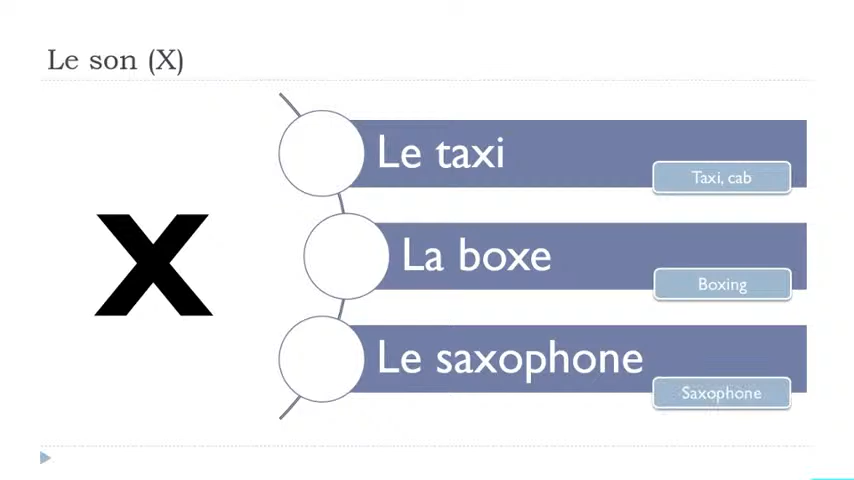 Le son (X)
x
Le taxi
Taxi, cab
La boxe
Boxing
Le saxophone
Saxophone